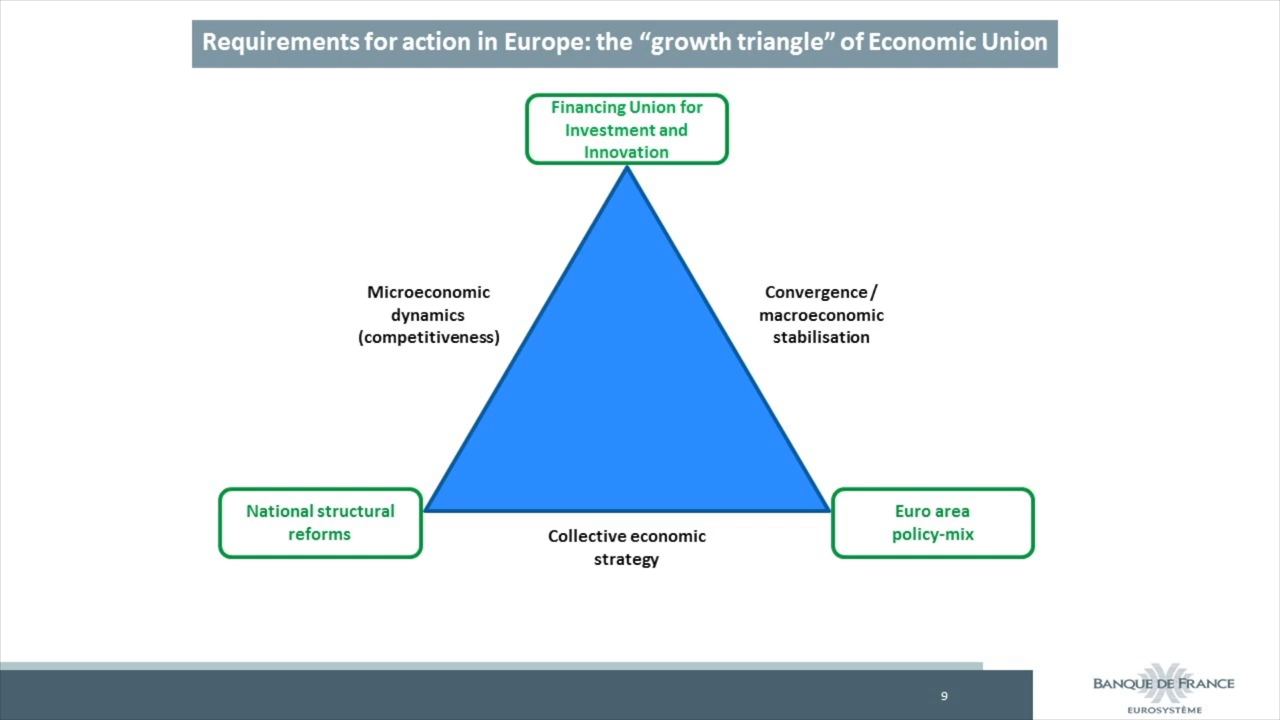 Requirements for action in Europe: the “growth triangle” of Economic Union
Financing Union for
Investment and
Innovation
Microeconomic
dynamics
(competitiveness)
Convergence /
macroeconomic
stabilisation
National structural
reforms
Euro area
policy-mix
Collective economic
strategy
9
BANQUE DE FRANCE
EUROSYSTÈME